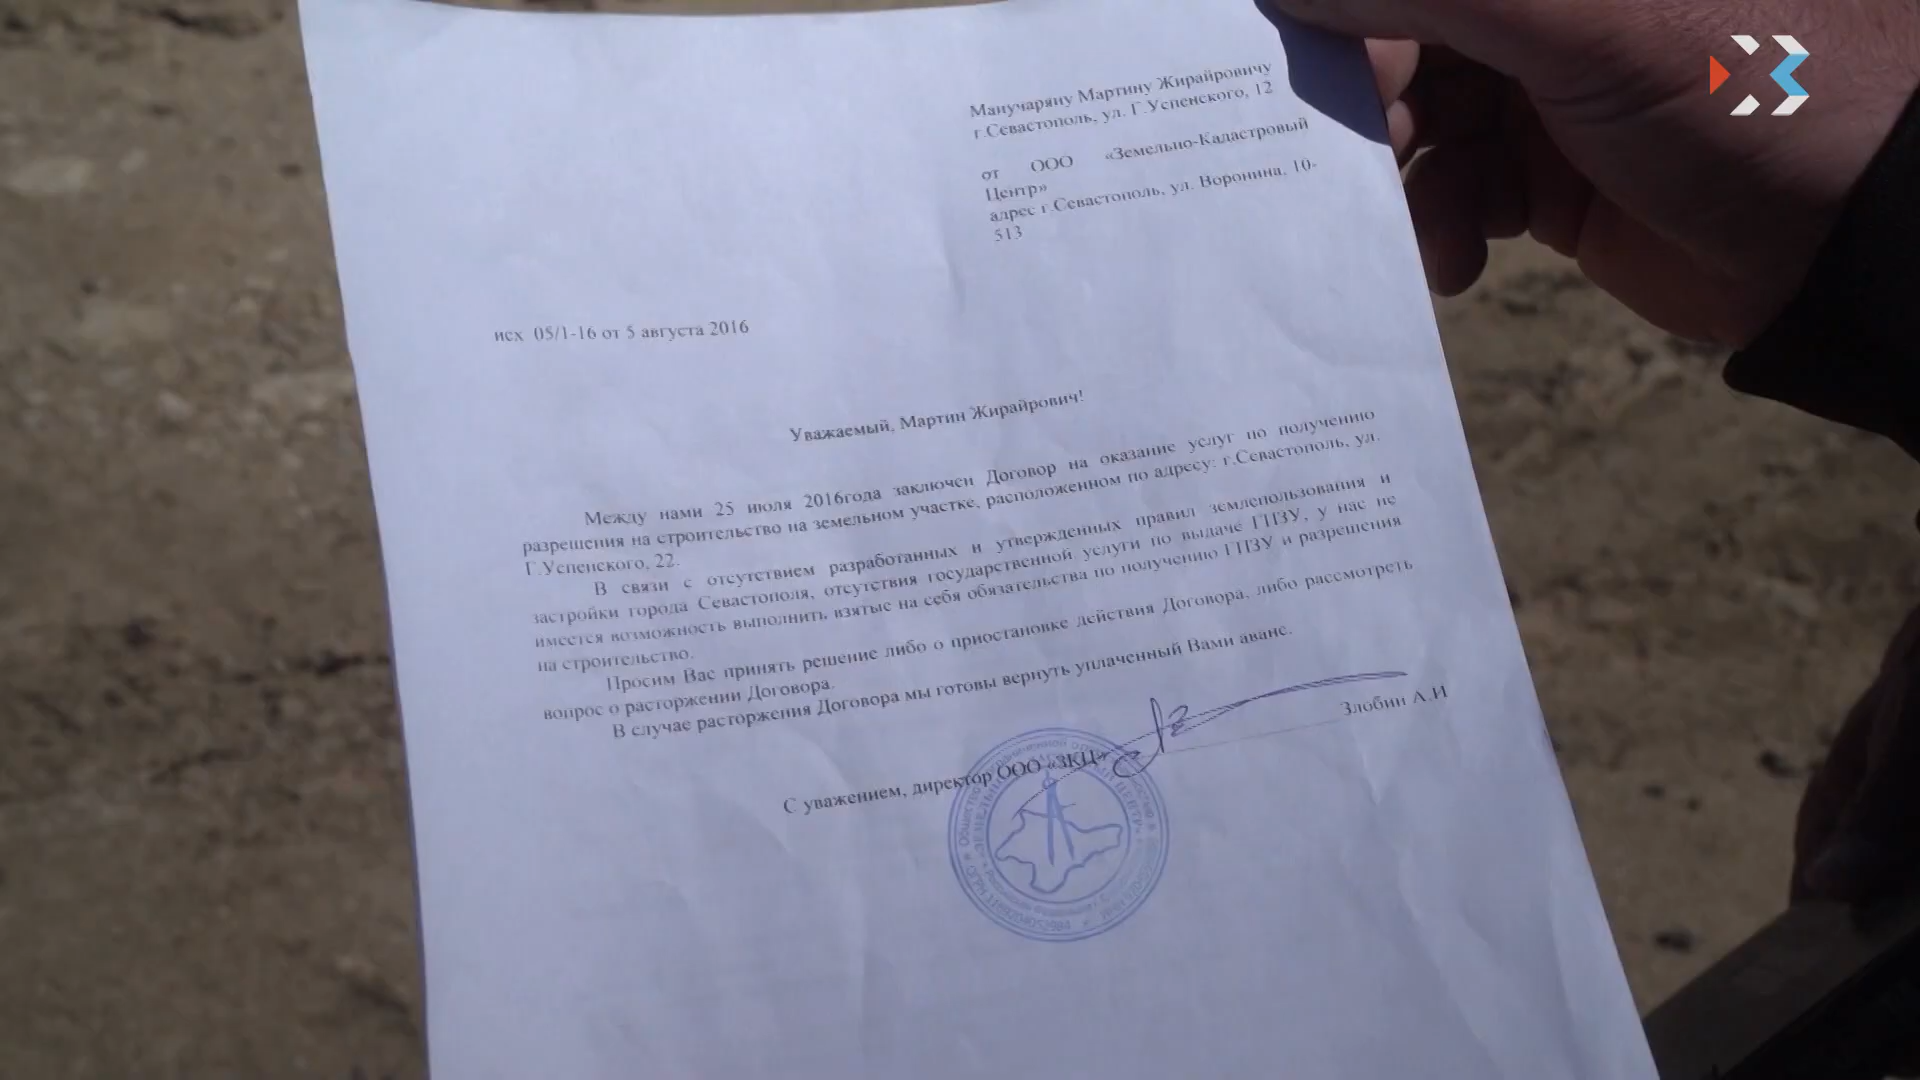 Манучаряну Мартину Жирайровичу
г.Севастополь, ул. Г.Успенского, 12
от ООО «Земельно-Кадастровый
Центр»
адрес г.Севастополь, ул. Воронина, 10-
513
исх 05/1-16 от 5 августа 2016
Уважаемый, Мартин Жирайрович!
Между нами 25 июля 2016года заключен Договор на оказание услуг по получению
разрешения на строительство на земельном участке, расположенном по адресу: г.Севастополь, ул.
Г.Успенского, 22.
В связи с отсутствием разработанных и утвержденных правил землепользования и
застройки города Севастополя, отсутствия государственной услуги по выдаче ГПЗУ, у нас не
имеется возможность выполнить взятые на себя обязательства по получению ГПЗУ и разрешения
на строительство.
Просим Вас принять решение либо о приостановке действия Договора, либо рассмотреть
вопрос о расторжении Договора.
В случае расторжения Договора мы готовы вернуть уплаченный Вами аванс.
С уважением, директор ООО «ЗКЦ»
Злобин А.И